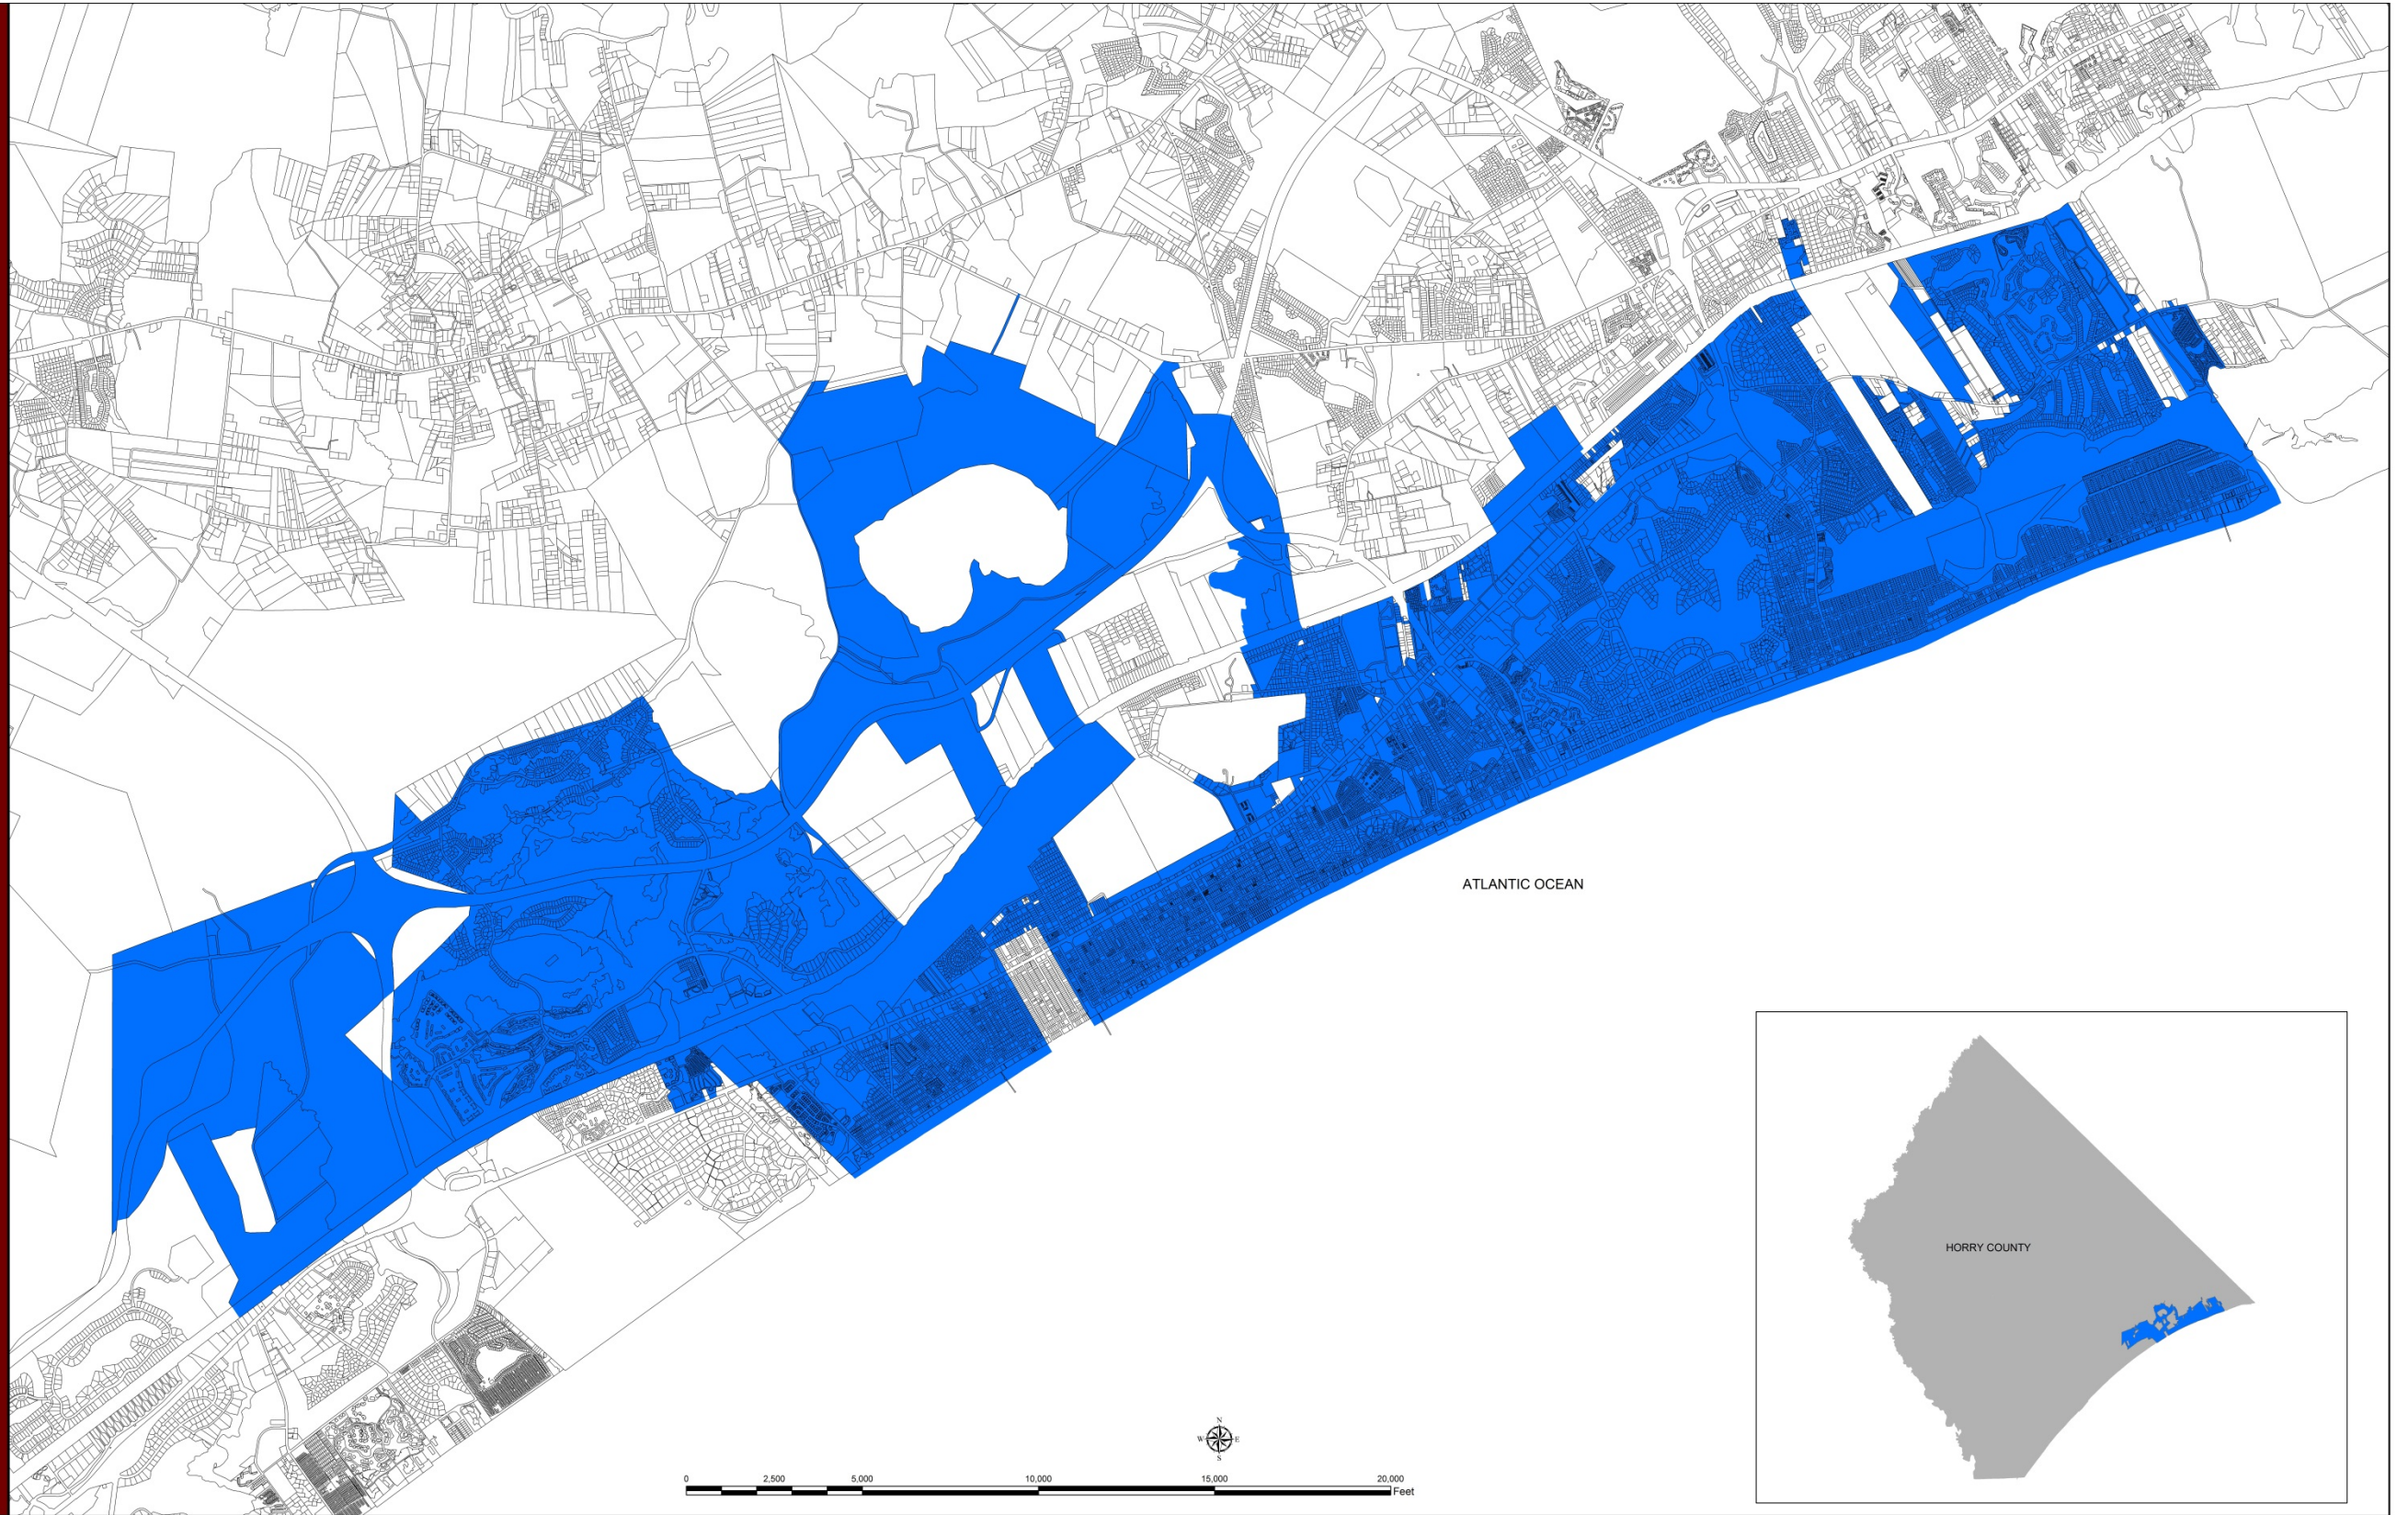 ATLANTIC OCEAN
HORRY COUNTY
N
W E
S
0 2,500 5,000 10,000 15,000 20,000
Feet